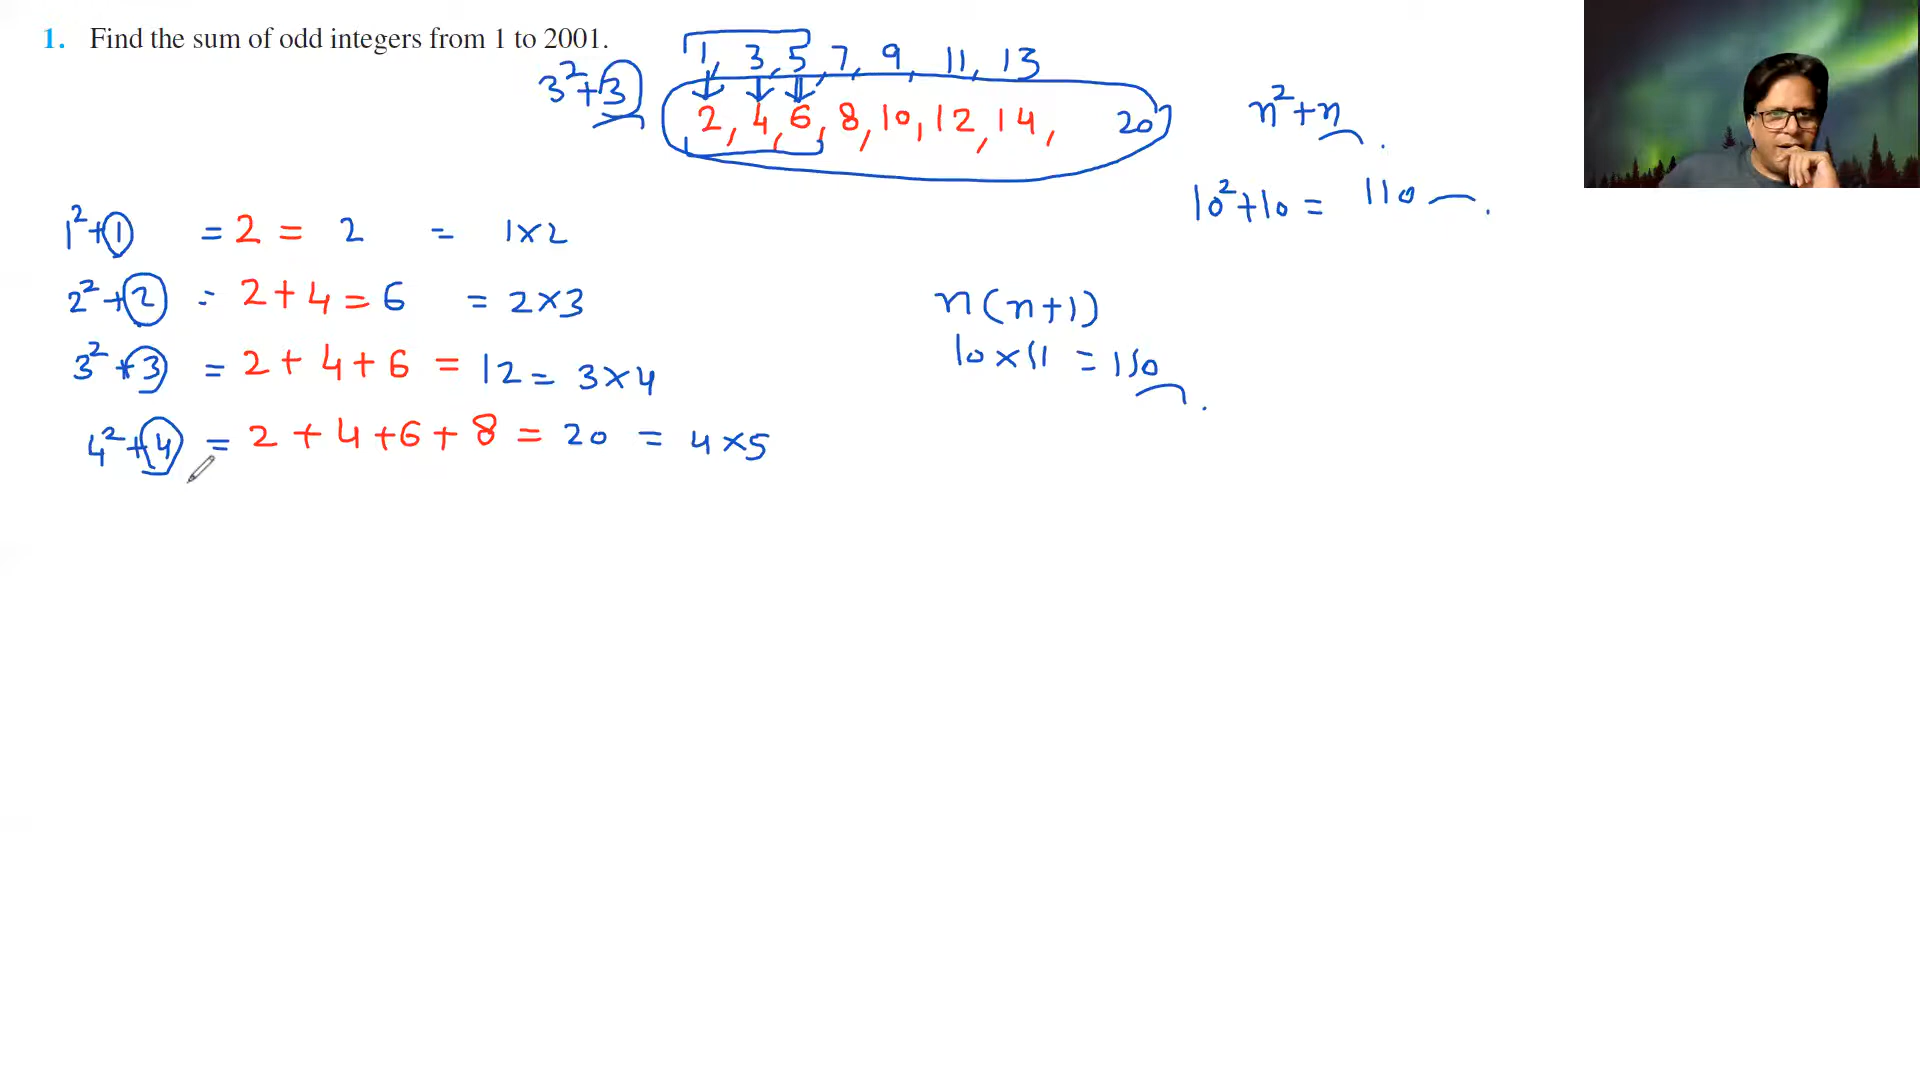 1. Find the sum of odd integers from 1 to 2001.
1, 3, 5, 7, 9, 11, 13
3²+3
2, 4, 6, 8, 10, 12, 14, 20
n²+n.
10²+10 = 110.
1²+1 = 2 = 2 = 1×2
2²+2 = 2+4=6 = 2×3
n(n+1)
10×11 = 110.
3²+3 = 2+4+6 = 12 = 3×4
4²+4 = 2+4+6+8 = 20 = 4×5